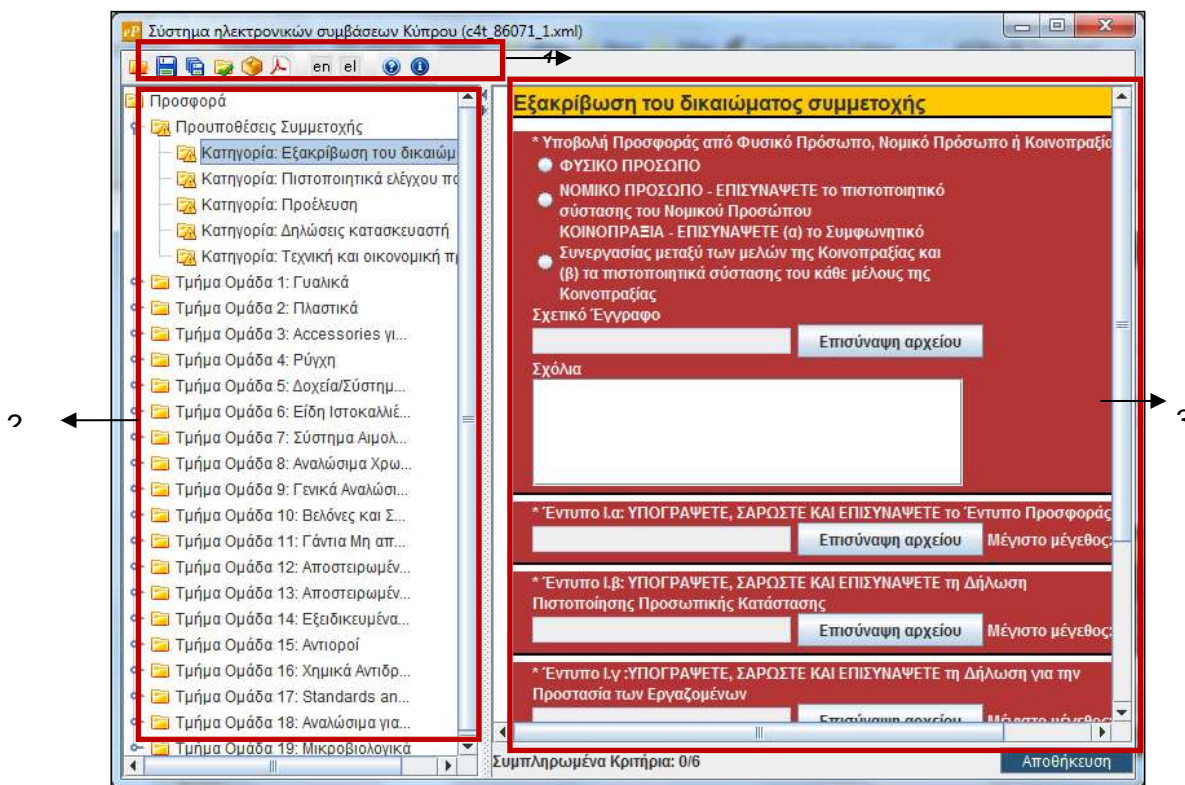 Σύστημα ηλεκτρονικών συμβάσεων Κύπρου (c4t_86071_1.xml)
en el
Προσφορά
Προυποθέσεις Συμμετοχής
Κατηγορία: Εξακρίβωση του δικαιώμ
Κατηγορία: Πιστοποιητικά ελέγχου πο
Κατηγορία: Προέλευση
Κατηγορία: Δηλώσεις κατασκευαστή
Κατηγορία: Τεχνική και οικονομική π
Τμήμα Ομάδα 1: Γυαλικά
Τμήμα Ομάδα 2: Πλαστικά
Τμήμα Ομάδα 3: Accessories γι...
Τμήμα Ομάδα 4: Ρύγχη
Τμήμα Ομάδα 5: Δοχεία/Σύστημ...
Τμήμα Ομάδα 6: Είδη Ιστοκαλλιέ...
Τμήμα Ομάδα 7: Σύστημα Αιμολ...
Τμήμα Ομάδα 8: Αναλώσιμα Χρω...
Τμήμα Ομάδα 9: Γενικά Αναλώσι...
Τμήμα Ομάδα 10: Βελόνες και Σ...
Τμήμα Ομάδα 11: Γάντια Μη απ...
Τμήμα Ομάδα 12: Αποστειρωμέν...
Τμήμα Ομάδα 13: Αποστειρωμέν...
Τμήμα Ομάδα 14: Εξειδικευμένα...
Τμήμα Ομάδα 15: Αντιοροί
Τμήμα Ομάδα 16: Χημικά Αντιδρ...
Τμήμα Ομάδα 17: Standards an...
Τμήμα Ομάδα 18: Αναλώσιμα για...
Τμήμα Ομάδα 19: Μικροβιολογικά
Εξακρίβωση του δικαιώματος συμμετοχής
* Υποβολή Προσφοράς από Φυσικό Πρόσωπο, Νομικό Πρόσωπο ή Κοινοπραξία
ΦΥΣΙΚΟ ΠΡΟΣΩΠΟ
ΝΟΜΙΚΟ ΠΡΟΣΩΠΟ - ΕΠΙΣΥΝΑΨΕΤΕ το πιστοποιητικό
σύστασης του Νομικού Προσώπου
ΚΟΙΝΟΠΡΑΞΙΑ - ΕΠΙΣΥΝΑΨΕΤΕ (α) το Συμφωνητικό
Συνεργασίας μεταξύ των μελών της Κοινοπραξίας και
(β) τα πιστοποιητικά σύστασης του κάθε μέλους της
Κοινοπραξίας
Σχετικό Έγγραφο
Επισύναψη αρχείου
Σχόλια
* Έντυπο Ι.α: ΥΠΟΓΡΑΨΕΤΕ, ΣΑΡΩΣΤΕ ΚΑΙ ΕΠΙΣΥΝΑΨΕΤΕ το Έντυπο Προσφοράς
Επισύναψη αρχείου Μέγιστο μέγεθος:
* Έντυπο Ι.β: ΥΠΟΓΡΑΨΕΤΕ, ΣΑΡΩΣΤΕ ΚΑΙ ΕΠΙΣΥΝΑΨΕΤΕ τη Δήλωση
Πιστοποίησης Προσωπικής Κατάστασης
Επισύναψη αρχείου Μέγιστο μέγεθος:
* Έντυπο Ι.γ :ΥΠΟΓΡΑΨΕΤΕ, ΣΑΡΩΣΤΕ ΚΑΙ ΕΠΙΣΥΝΑΨΕΤΕ τη Δήλωση για την
Προστασία των Εργαζομένων
Επισύναψη αρχείου Μέγιστο μέγεθος:
Συμπληρωμένα Κριτήρια: 0/6
Αποθήκευση